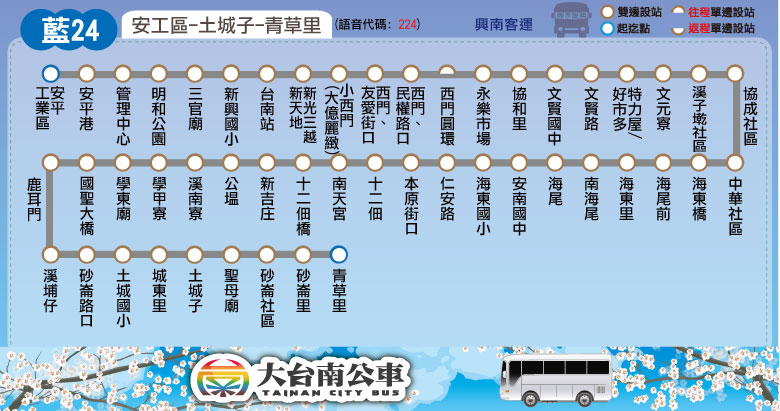 藍24
安工區-土城子-青草里
(語音代碼: 224)
興南客運
雙邊設站
往程單邊設站
起迄點
返程單邊設站
安平工業區
安平港
管理中心
明和公園
三官廟
新興國小
台南站
新光三越新天地
小西門(大億麗緻)
西門、友愛街口
西門、民權路口
西門圓環
永樂市場
協和里
文賢國中
文賢路
特力屋/好市多
文元寮
溪子墘社區
協成社區
鹿耳門
國聖大橋
學東廟
學甲寮
溪南寮
公塭
新吉庄
十二佃橋
南天宮
十二佃
本原街口
仁安路
海東國小
安南國中
海尾
南海尾
海東里
海尾前
海東橋
中華社區
溪埔仔
砂崙路口
土城國小
城東里
土城子
聖母廟
砂崙社區
砂崙里
青草里
大台南公車
TAINAN CITY BUS